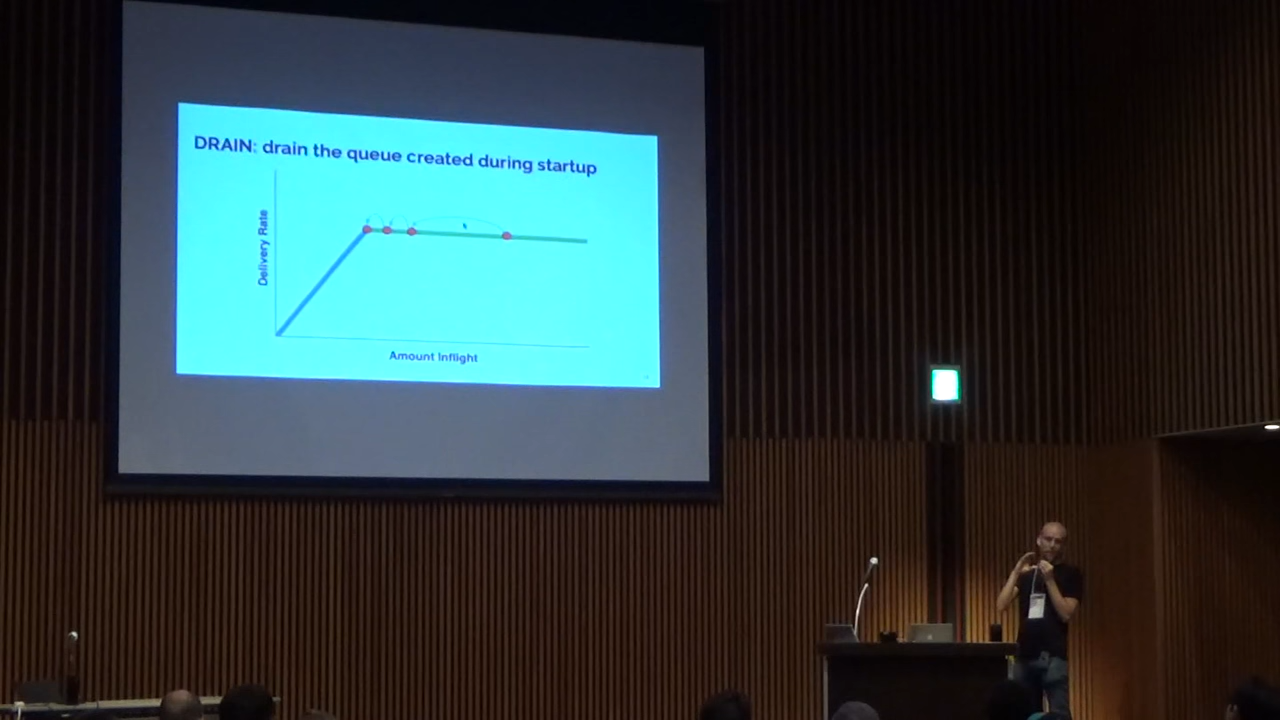 DRAIN: drain the queue created during startup
Delivery Rate
Amount Inflight